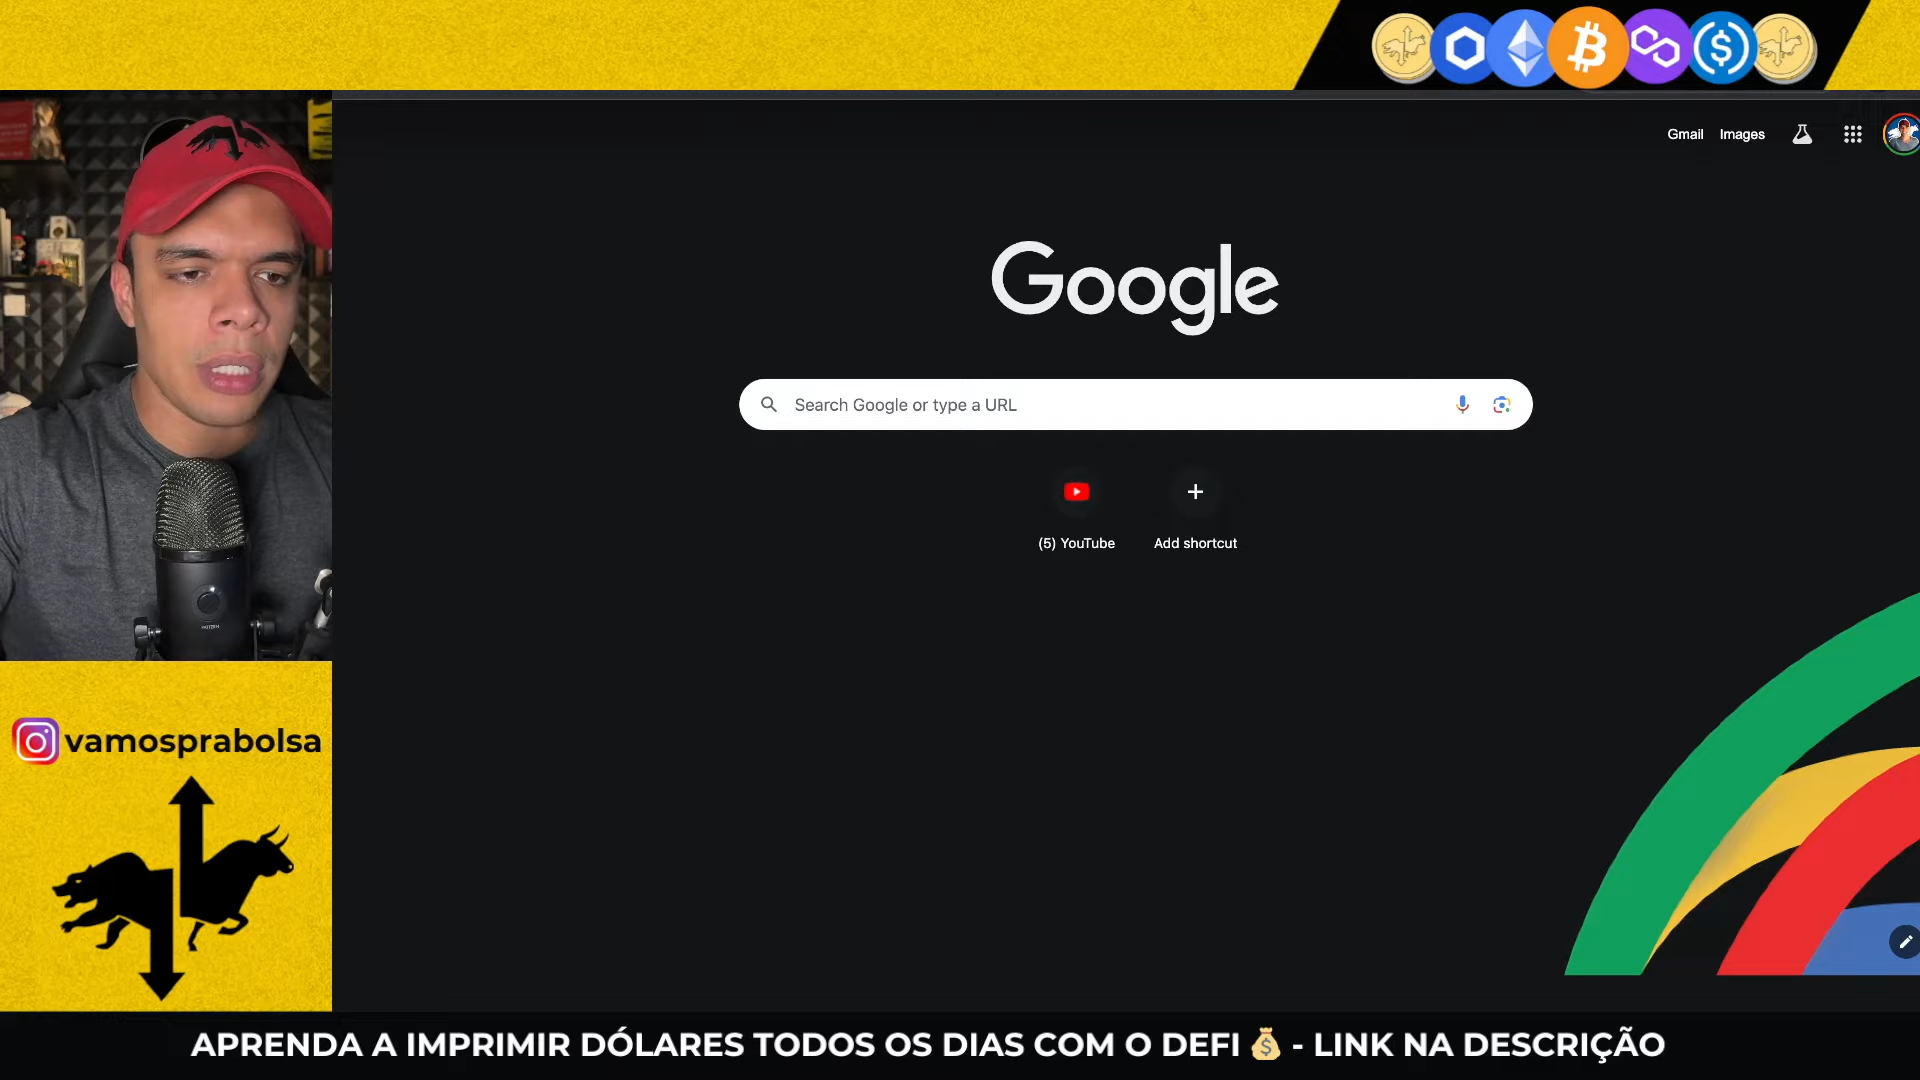 Gmail Images
Google
Search Google or type a URL
(5) YouTube
Add shortcut
vamosprabolsa
APRENDA A IMPRIMIR DÓLARES TODOS OS DIAS COM O DEFI 💰 - LINK NA DESCRIÇÃO